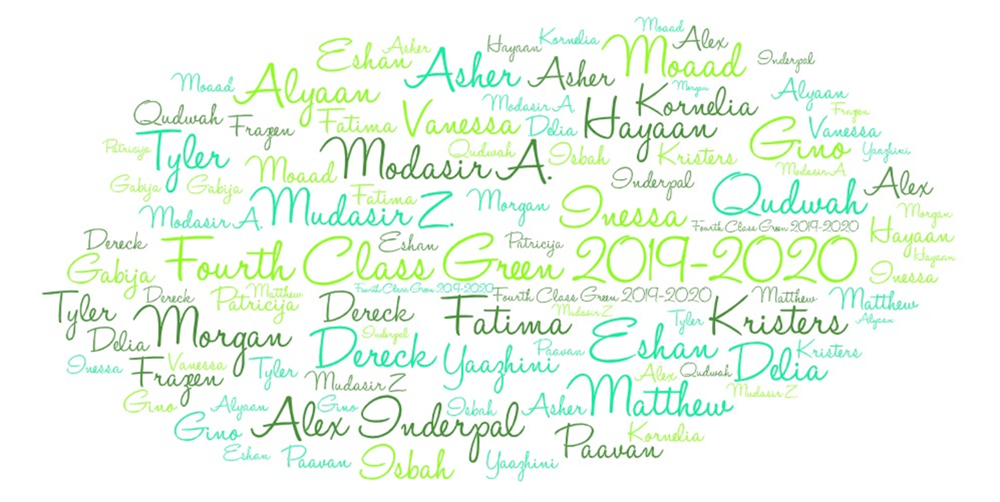 Moaad
Eshan Asher Hayaan Kornelia Moaad Alex
Asher Asher Inderpal
Moaad Alyaan Morgan Alyaan
Qudwah Frazen Fatima Vanessa Modasir A. Delia Hayaan Kornelia Frazen
Patricija Tyler Qudwah Isbah Kristers Gino Vanessa Yaazhini
Moaad Modasir A. Inderpal Modasir A. Alex
Gabija Gabija Fatima Morgan Inessa Qudwah Morgan
Modasir A. Mudasir Z. Fourth Class Green 2019-2020 Hayaan
Dereck Eshan Patricija Hayaan
Gabija Fourth Class Green 2019-2020 Inessa
Fourth Class Green 2019-2020 Fourth Class Green 2019-2020
Tyler Dereck Patricija Matthew Dereck Fatima Mudasir Z. Matthew Matthew
Delia Morgan Inderpal Eshan Tyler Kristers Alyaan
Inessa Frazen Vanessa Tyler Dereck Yaazhini Paavan Delia Kristers
Mudasir Z. Alex Qudwah Mudasir Z.
Gino Alyaan Gino Isbah Asher Matthew
Gino Alex Inderpal Paavan Kornelia
Eshan Paavan Isbah Yaazhini